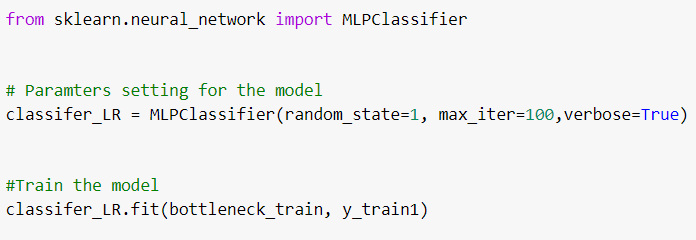 from sklearn.neural_network import MLPClassifier
# Paramters setting for the model
classifer_LR = MLPClassifier(random_state=1, max_iter=100,verbose=True)
#Train the model
classifer_LR.fit(bottleneck_train, y_train1)